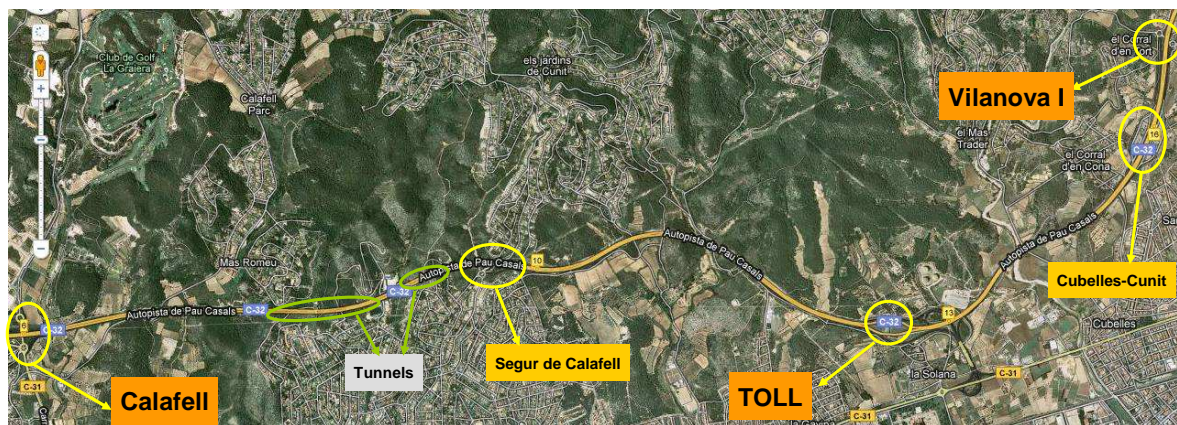 Club de Golf
La Graiera
Calafell
Parc
els jardins
de Cunit
el Corral
d'en Tort
Vilanova I
16
C-32
el Mas
Trader
el Corral
d'en Cona
Autopista de Pau Casals
Autopista de Pau Casals
Autopista de Pau Casals
10
Mas Romeu
C-32
C-32
Autopista de Pau Casals
6
C-32
C-32
13
Cubelles-Cunit
Cubelles
Tunnels
Segur de Calafell
la Solana
C-31
C-31
Calafell
TOLL
C-31